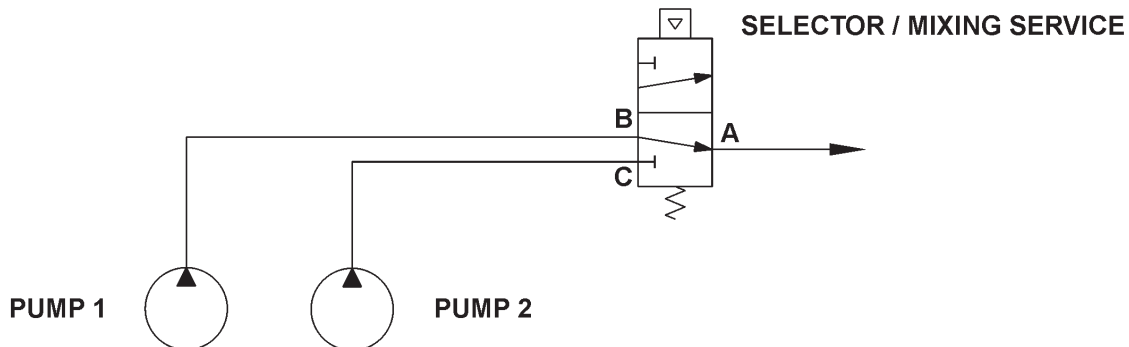 SELECTOR / MIXING SERVICE
B
A
C
PUMP 1
PUMP 2